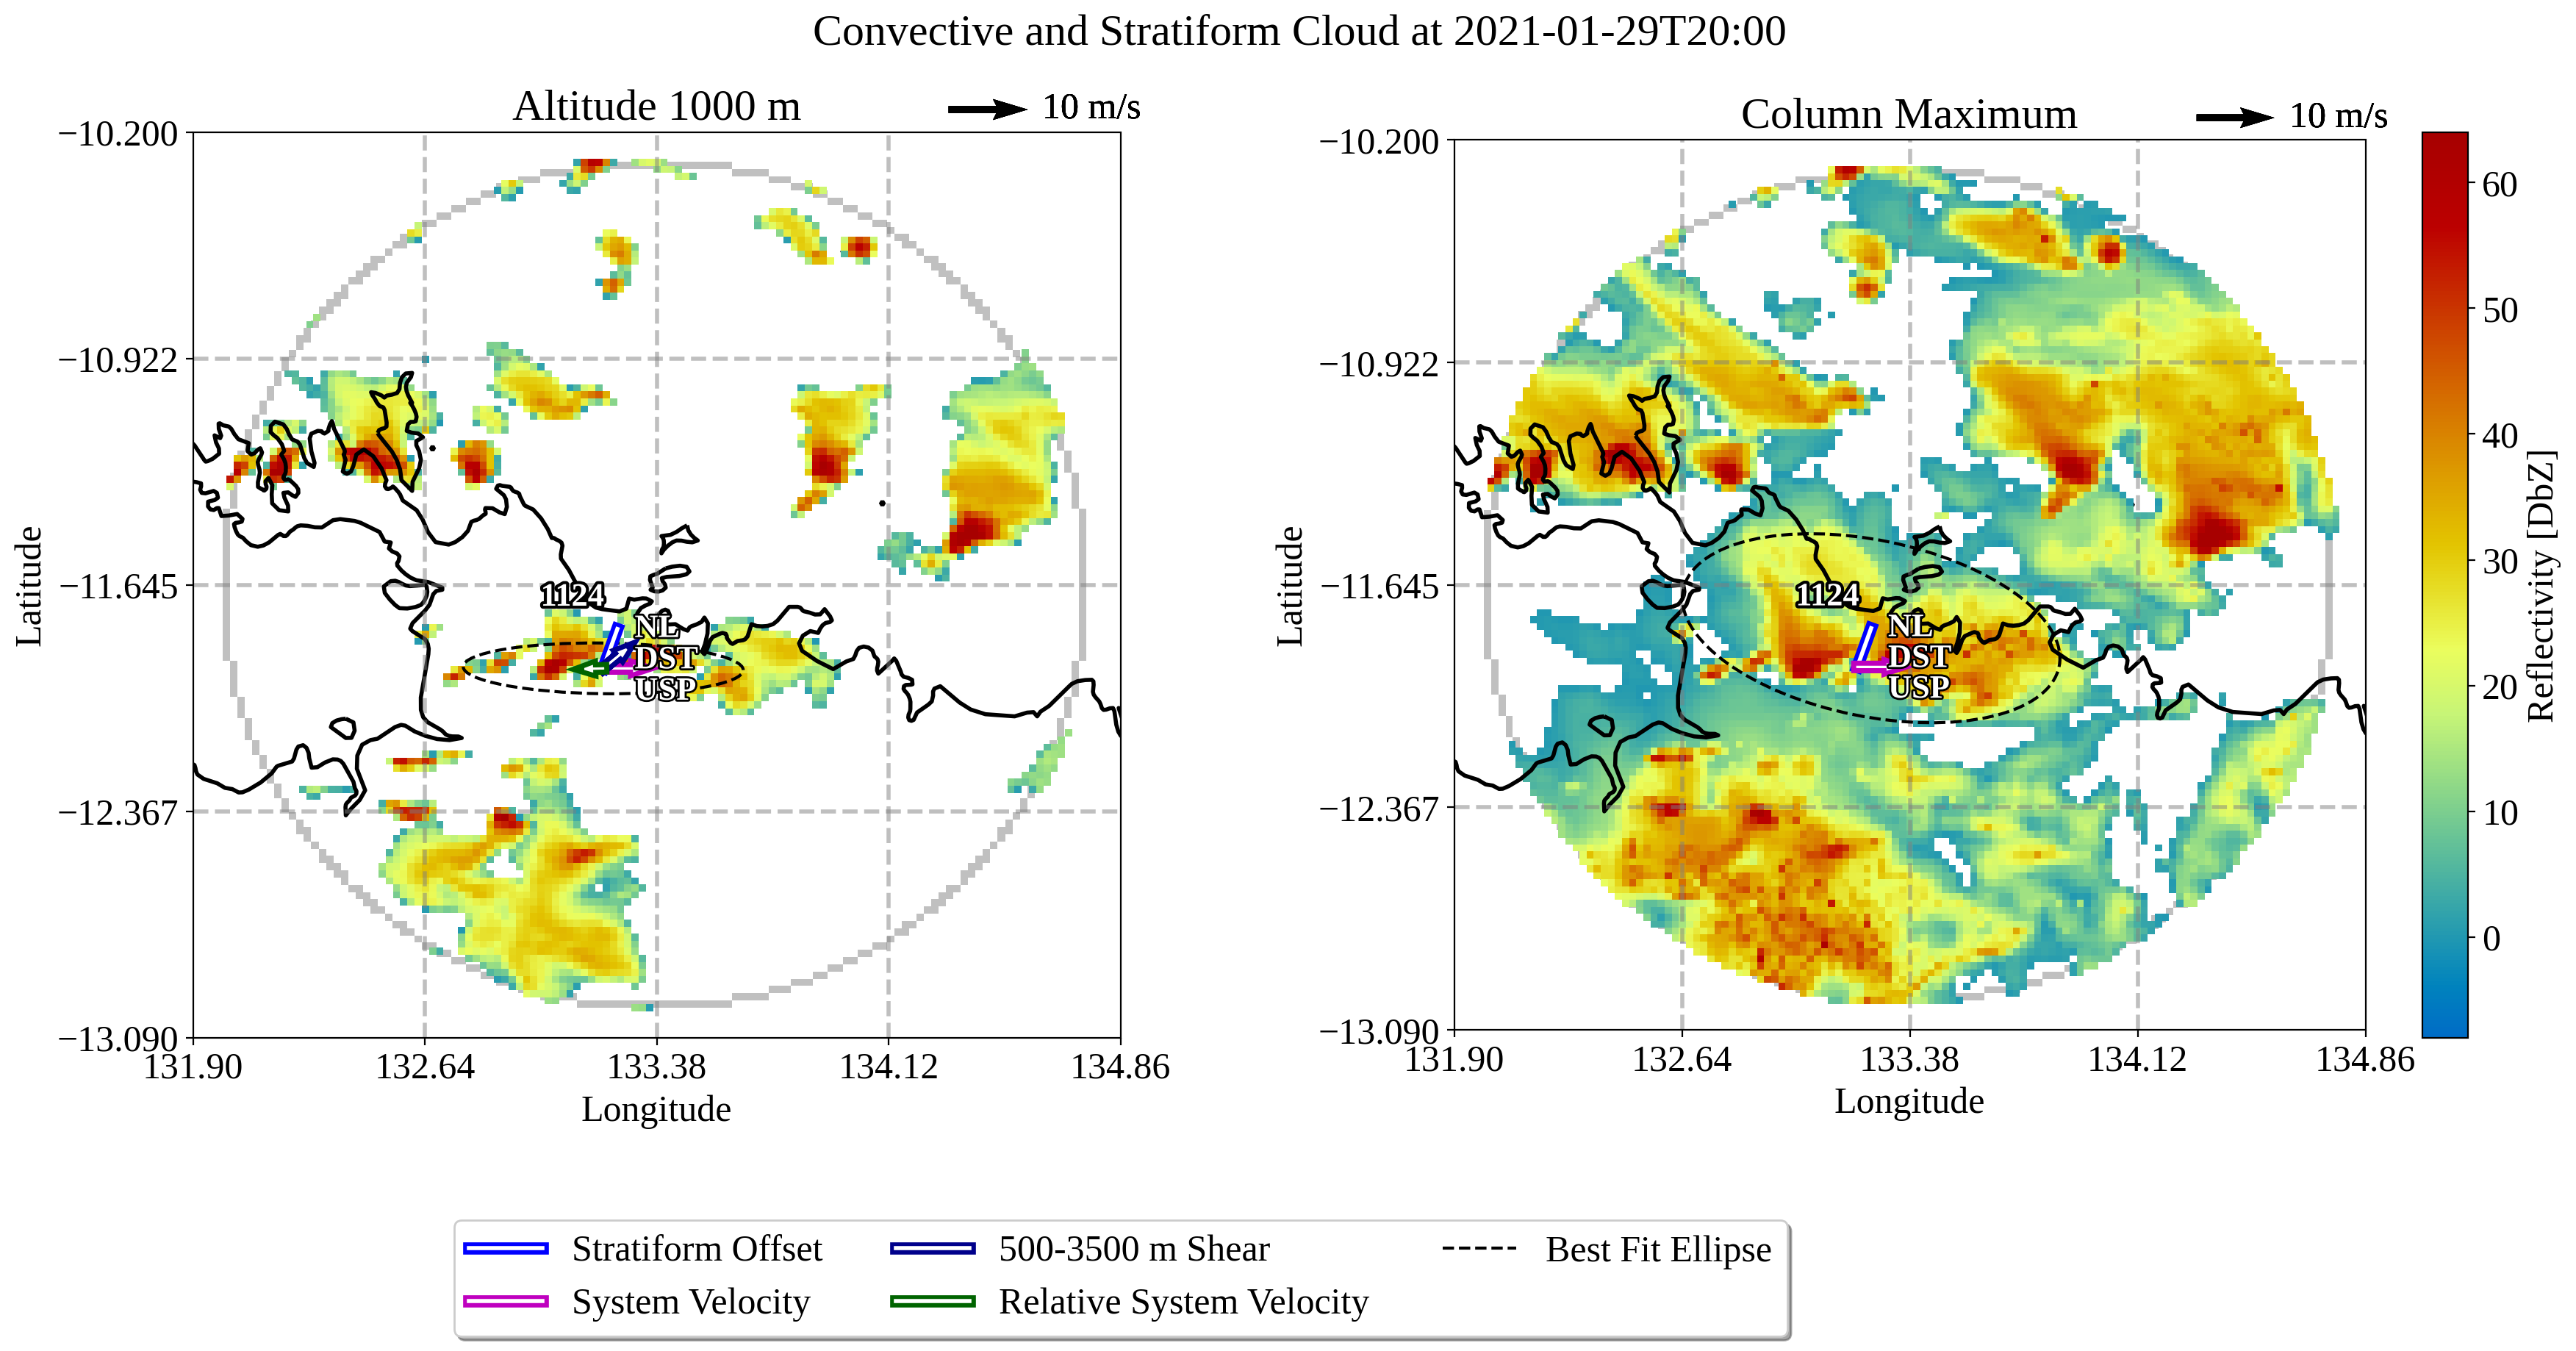 Convective and Stratiform Cloud at 2021-01-29T20:00
Altitude 1000 m
10 m/s
−10.200
−10.922
−11.645
−12.367
−13.090
131.90
132.64
133.38
134.12
134.86
Latitude
Longitude
1124
NL
DST
USP
Column Maximum
10 m/s
−10.200
−10.922
−11.645
−12.367
−13.090
131.90
132.64
133.38
134.12
134.86
Latitude
Longitude
1124
NL
DST
USP
60
50
40
30
20
10
0
Reflectivity [DbZ]
Stratiform Offset
System Velocity
500-3500 m Shear
Relative System Velocity
Best Fit Ellipse